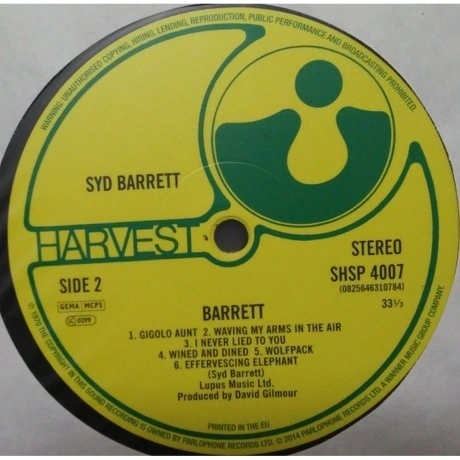 WARNING: UNAUTHORISED COPYING, HIRING, LENDING, REPRODUCTION, PUBLIC PERFORMANCE AND BROADCASTING PROHIBITED.
SYD BARRETT
HARVEST
STEREO
SIDE 2
SHSP 4007
(0825646310784)
GEMA MCPS
33⅓
LC 0299
BARRETT
1. GIGOLO AUNT 2. WAVING MY ARMS IN THE AIR
3. I NEVER LIED TO YOU
4. WINED AND DINED 5. WOLFPACK
6. EFFERVESCING ELEPHANT
(Syd Barrett)
Lupus Music Ltd.
Produced by David Gilmour
PRINTED IN THE EU
℗ 1970 THE COPYRIGHT IN THIS SOUND RECORDING IS OWNED BY PARLOPHONE RECORDS LTD. © 2014 PARLOPHONE RECORDS LTD, A WARNER MUSIC GROUP COMPANY.